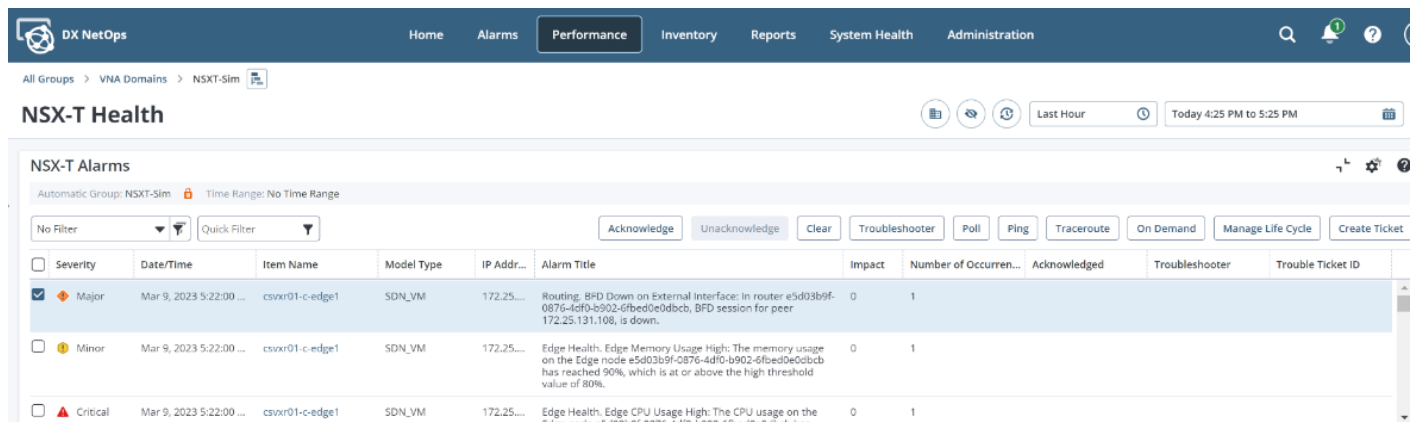 DX NetOps Home Alarms Performance Inventory Reports System Health Administration 1
All Groups > VNA Domains > NSXT-Sim
NSX-T Health
Last Hour Today 4:25 PM to 5:25 PM
NSX-T Alarms
Automatic Group: NSXT-Sim Time Range: No Time Range
No Filter Quick Filter Acknowledge Unacknowledge Clear Troubleshooter Poll Ping Traceroute On Demand Manage Life Cycle Create Ticket
Severity Date/Time Item Name Model Type IP Addr... Alarm Title Impact Number of Occurren... Acknowledged Troubleshooter Trouble Ticket ID
Major Mar 9, 2023 5:22:00 ... csvxr01-c-edge1 SDN_VM 172.25.... Routing. BFD Down on External Interface: In router e5d03b9f- 0 1
0876-4df0-b902-6fbed0e0dbcb, BFD session for peer
172.25.131.108, is down.
Minor Mar 9, 2023 5:22:00 ... csvxr01-c-edge1 SDN_VM 172.25.... Edge Health. Edge Memory Usage High: The memory usage 0 1
on the Edge node e5d03b9f-0876-4df0-b902-6fbed0e0dbcb
has reached 90%, which is at or above the high threshold
value of 80%.
Critical Mar 9, 2023 5:22:00 ... csvxr01-c-edge1 SDN_VM 172.25.... Edge Health. Edge CPU Usage High: The CPU usage on the 0 1